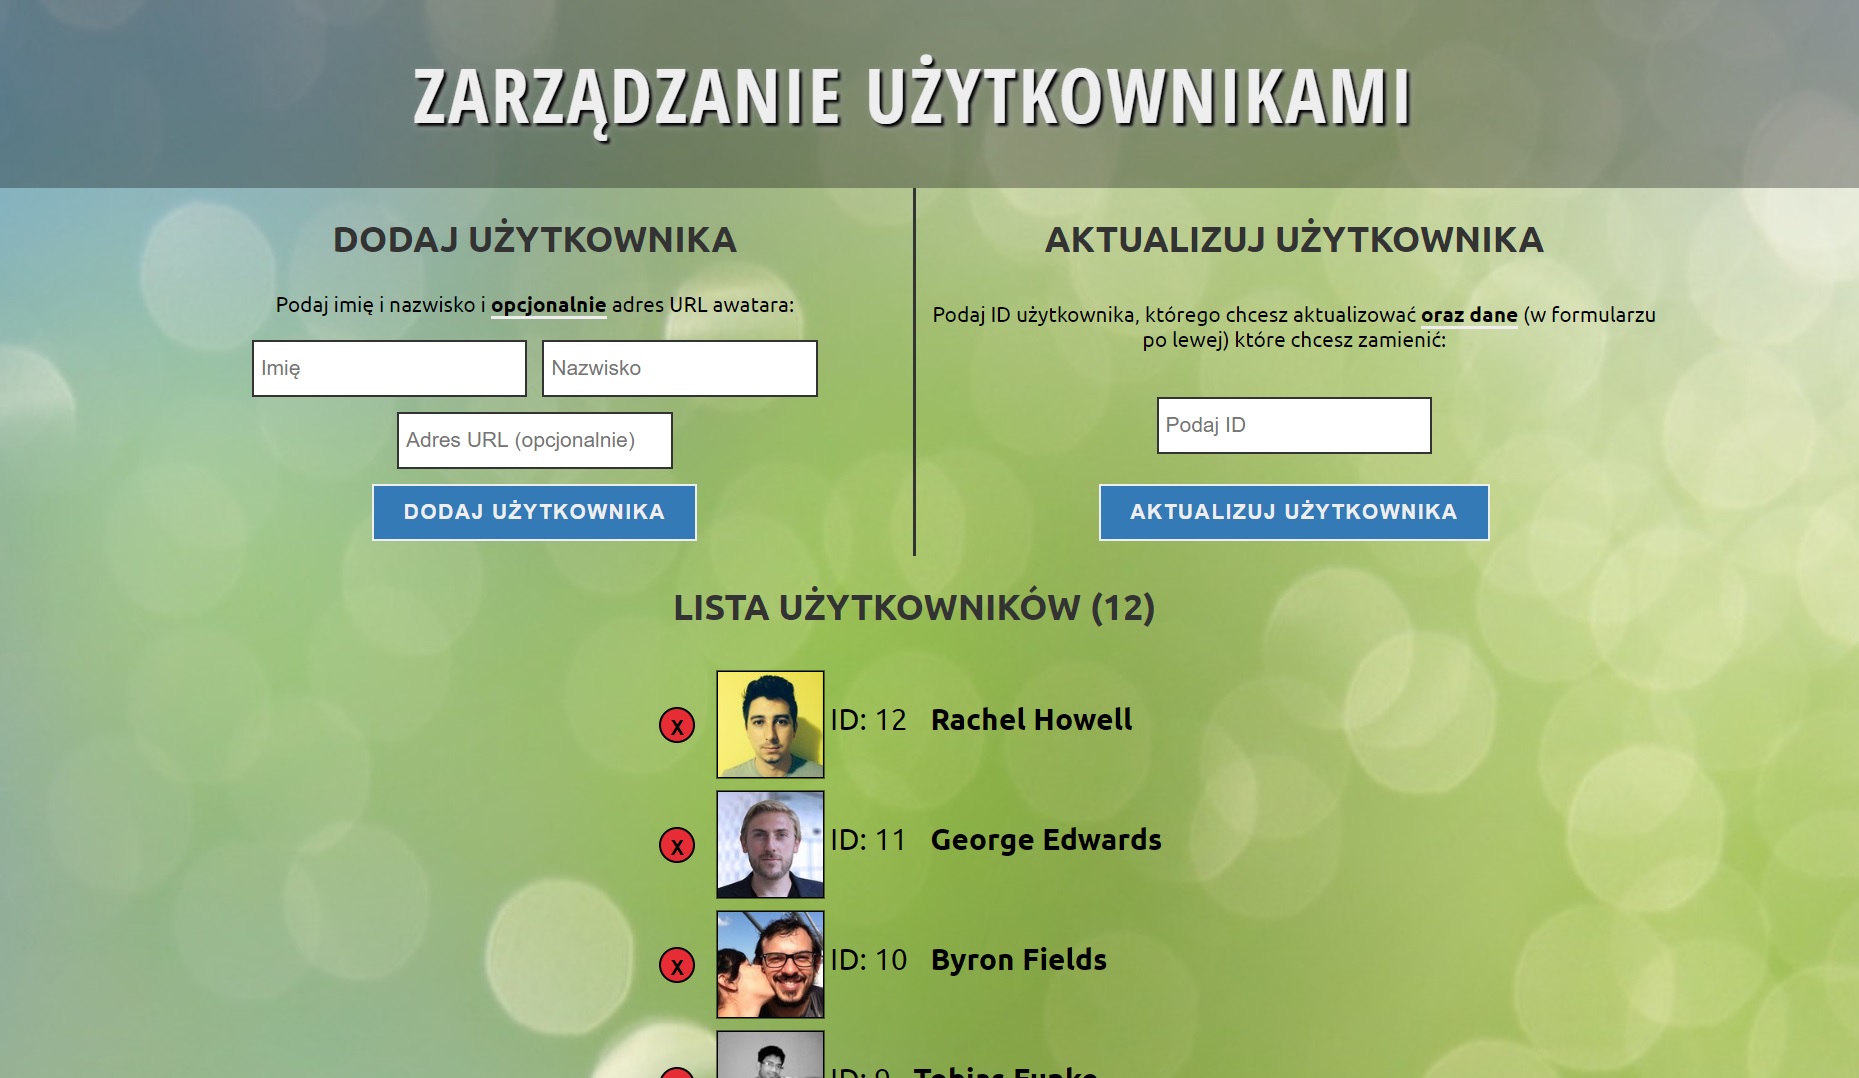 ZARZĄDZANIE UŻYTKOWNIKAMI
DODAJ UŻYTKOWNIKA
Podaj imię i nazwisko i opcjonalnie adres URL awatara:
Imię
Nazwisko
Adres URL (opcjonalnie)
DODAJ UŻYTKOWNIKA
AKTUALIZUJ UŻYTKOWNIKA
Podaj ID użytkownika, którego chcesz aktualizować oraz dane (w formularzu
po lewej) które chcesz zamienić:
Podaj ID
AKTUALIZUJ UŻYTKOWNIKA
LISTA UŻYTKOWNIKÓW (12)
X ID: 12 Rachel Howell
X ID: 11 George Edwards
X ID: 10 Byron Fields
ID: 9 Tobias Funke